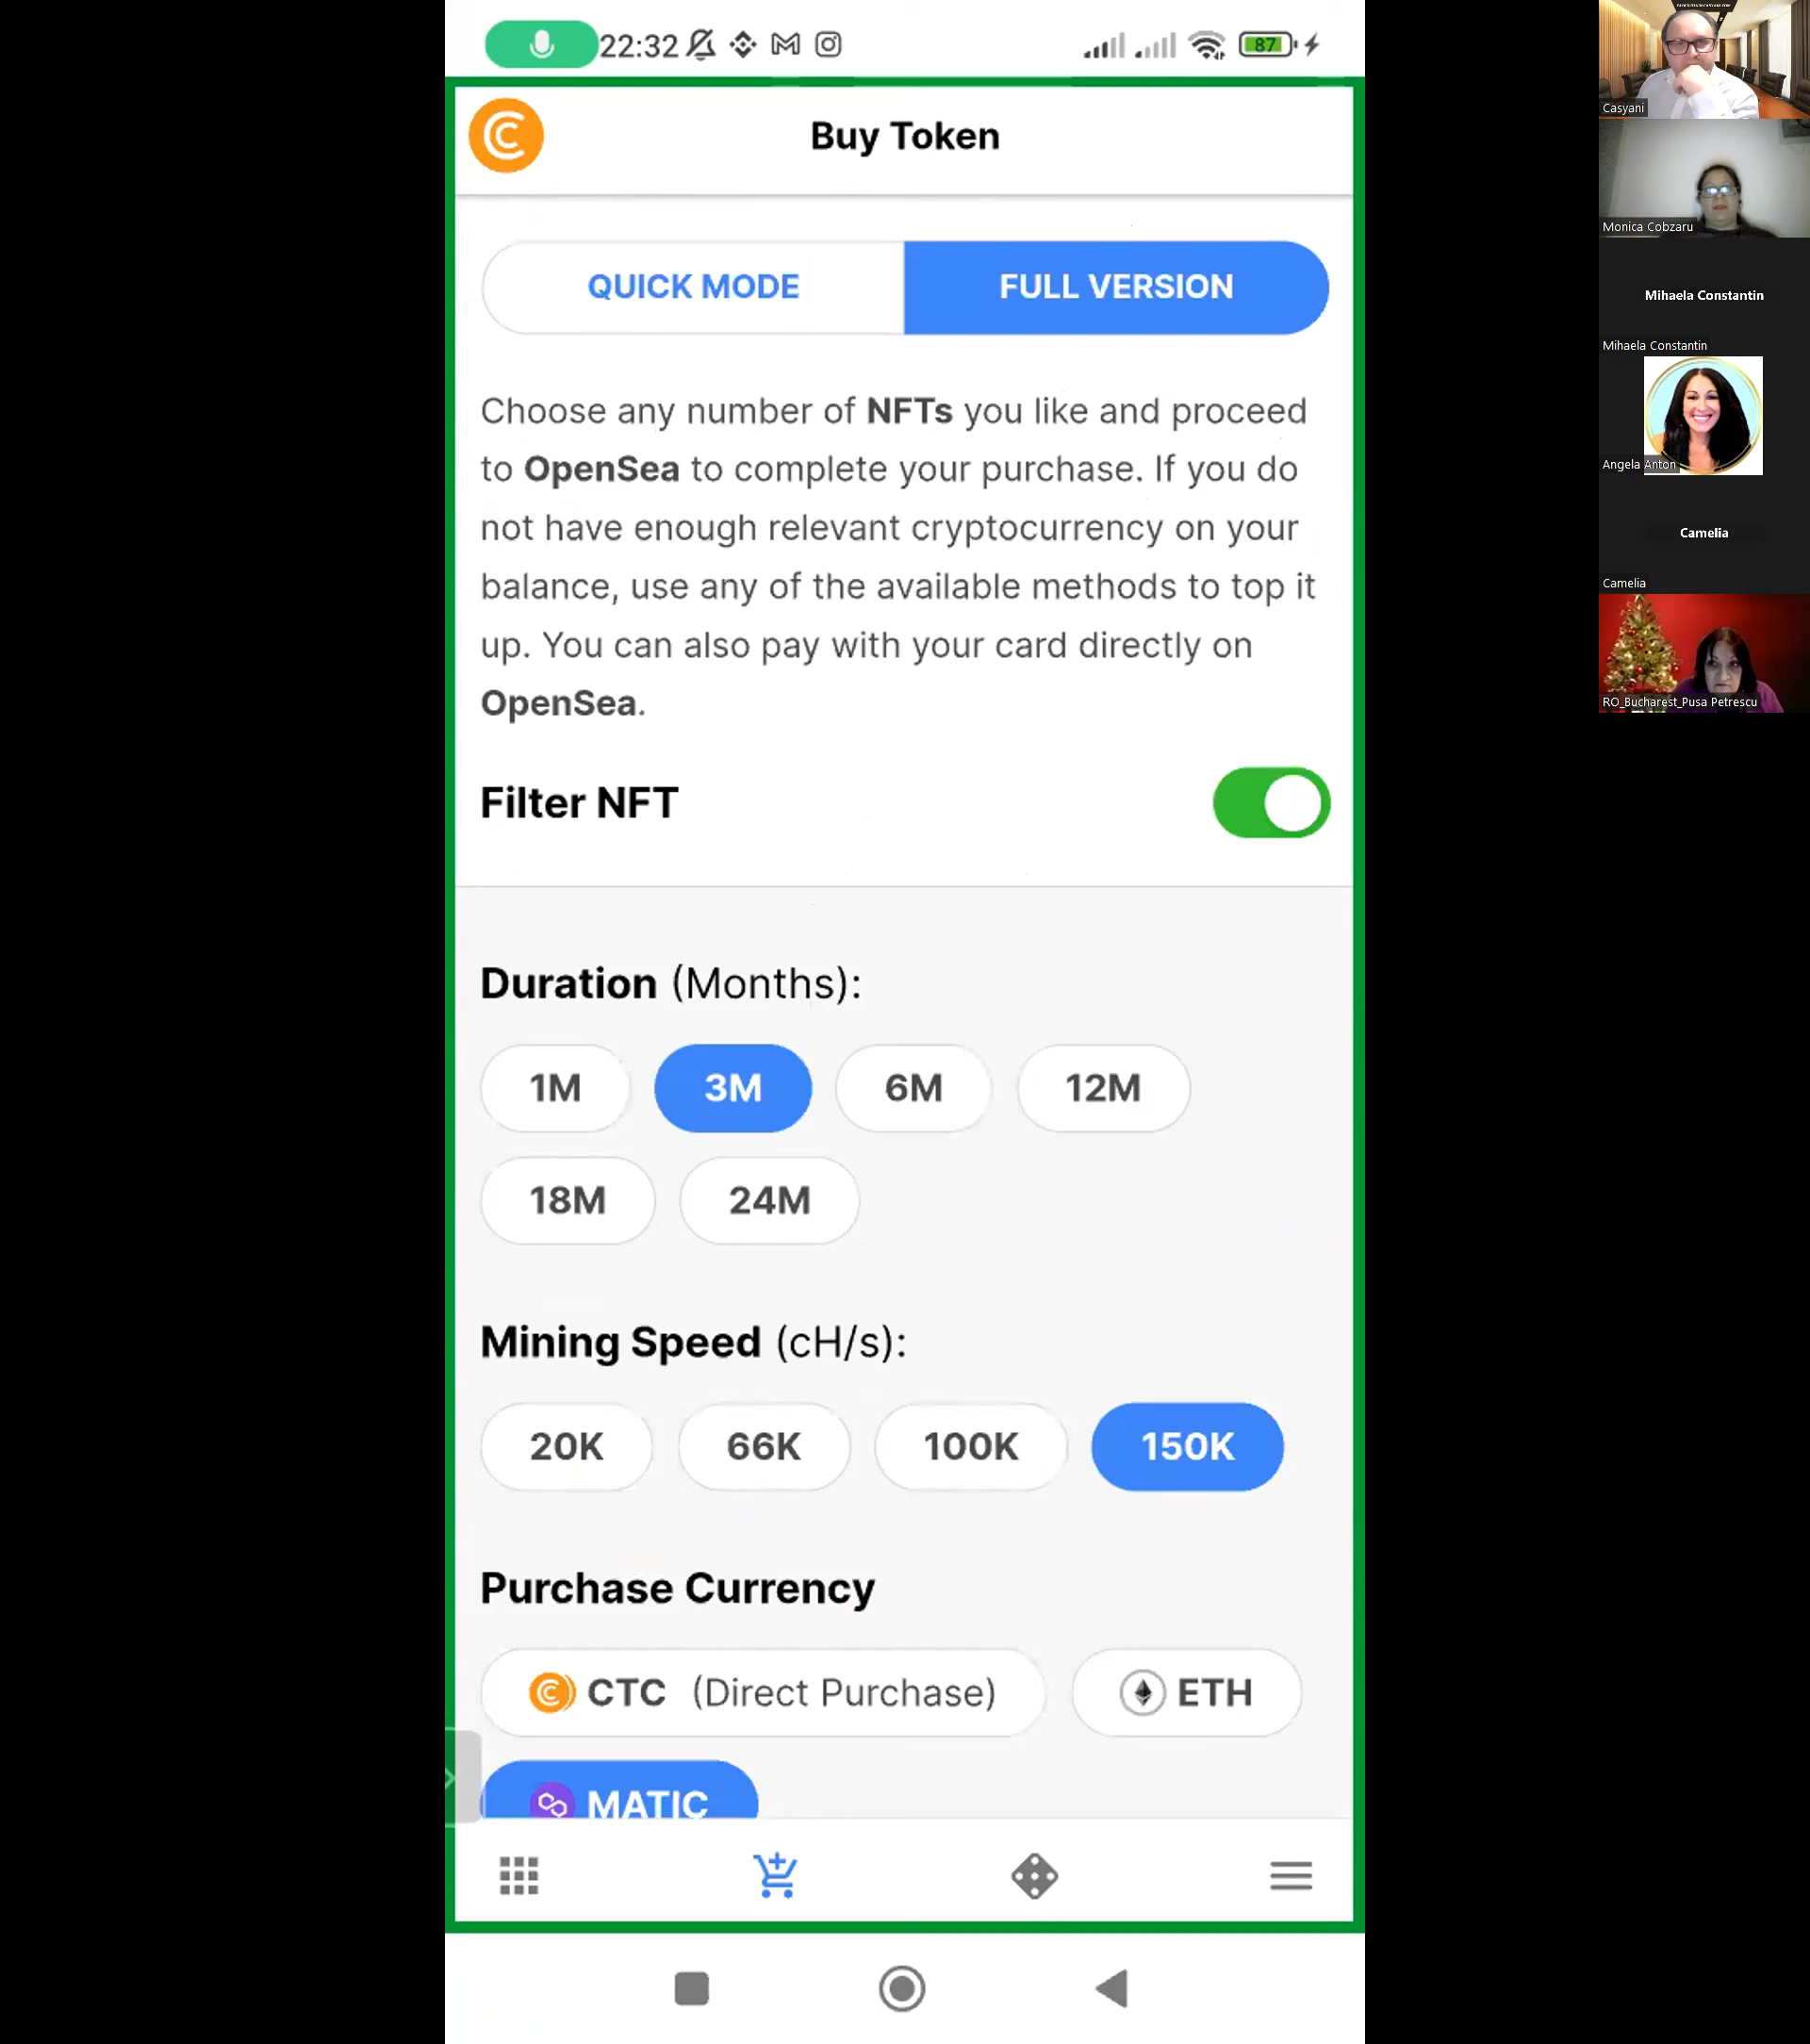 22:32
87
Buy Token
QUICK MODE
FULL VERSION
Choose any number of NFTs you like and proceed
to OpenSea to complete your purchase. If you do
not have enough relevant cryptocurrency on your
balance, use any of the available methods to top it
up. You can also pay with your card directly on
OpenSea.
Filter NFT
Duration (Months):
1M 3M 6M 12M
18M 24M
Mining Speed (cH/s):
20K 66K 100K 150K
Purchase Currency
CTC (Direct Purchase) ETH
MATIC
Casyani
Monica Cobzaru
Mihaela Constantin
Mihaela Constantin
Angela Anton
Camelia
Camelia
RO_Bucharest_Pusa Petrescu